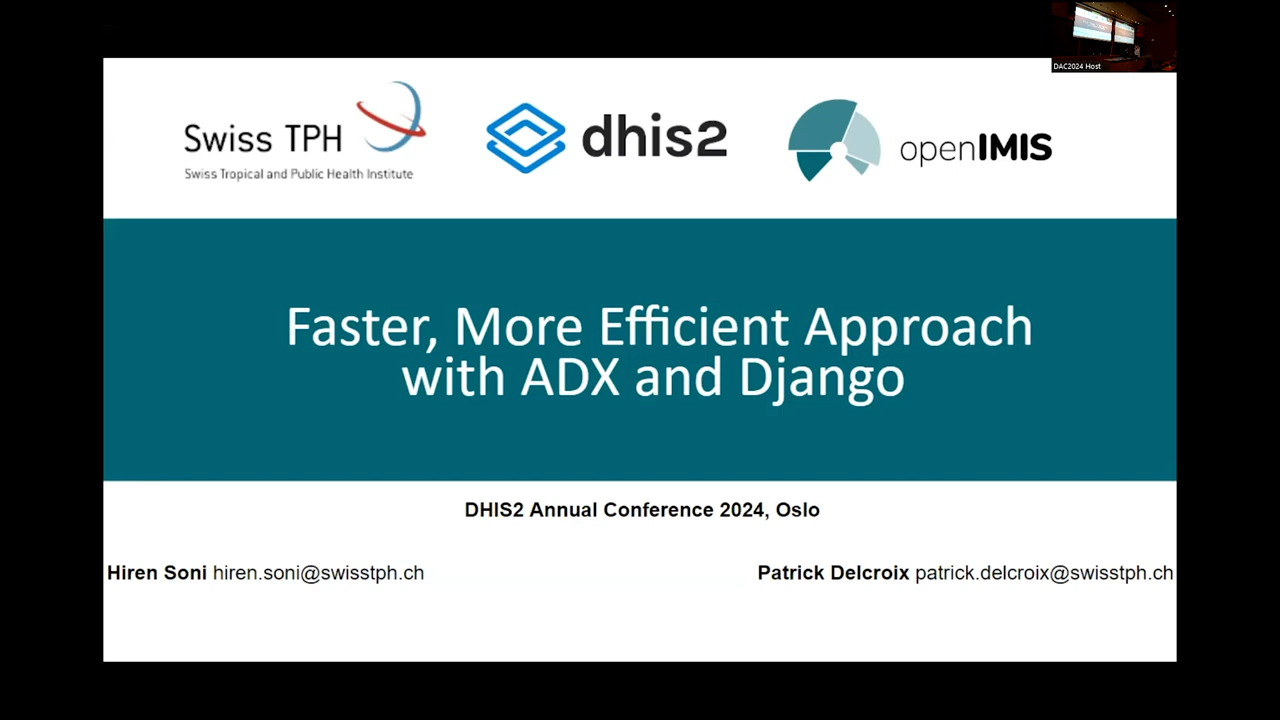 DAC2024 Host
Swiss TPH
Swiss Tropical and Public Health Institute
dhis2
openIMIS
Faster, More Efficient Approach
with ADX and Django
DHIS2 Annual Conference 2024, Oslo
Hiren Soni hiren.soni@swisstph.ch
Patrick Delcroix patrick.delcroix@swisstph.ch